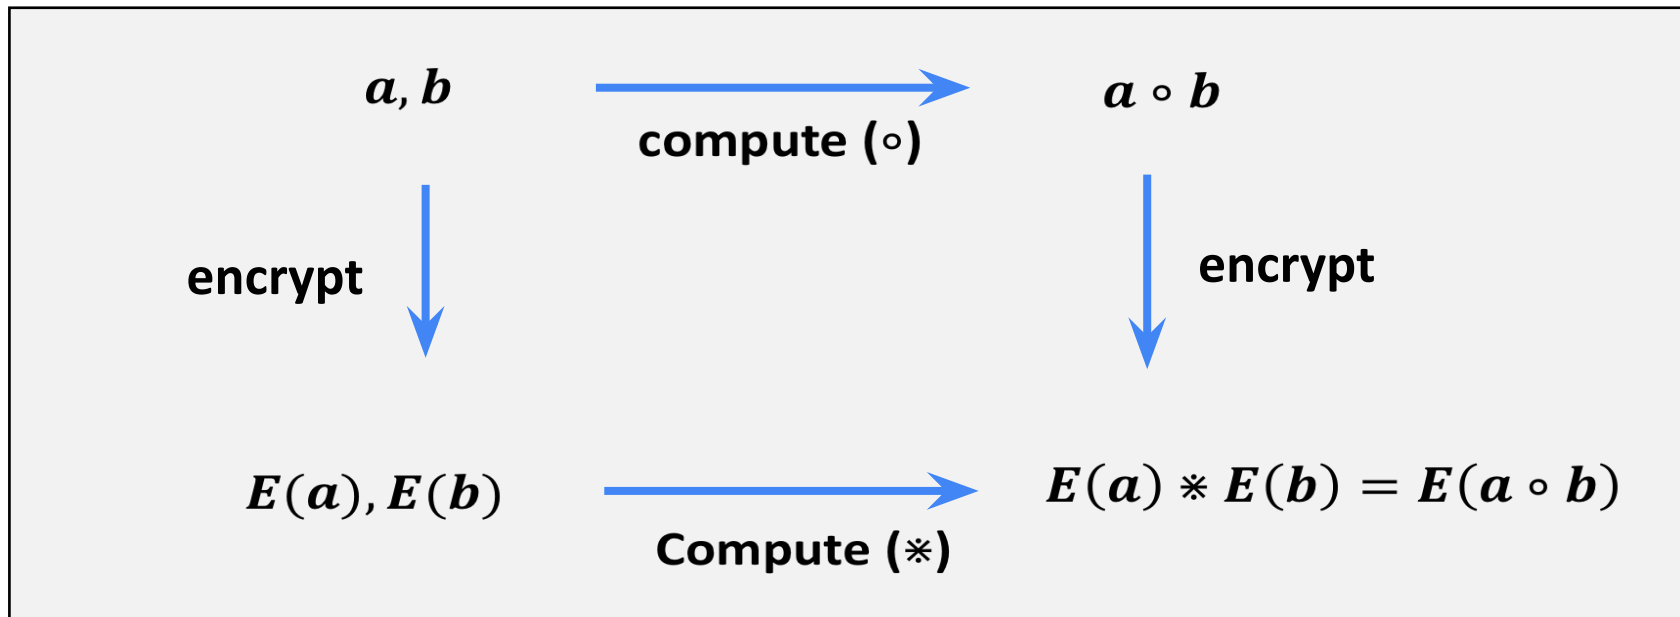 a, b
a ∘ b
compute (∘)
encrypt
encrypt
E(a), E(b)
E(a) ⋇ E(b) = E(a ∘ b)
Compute (⋇)